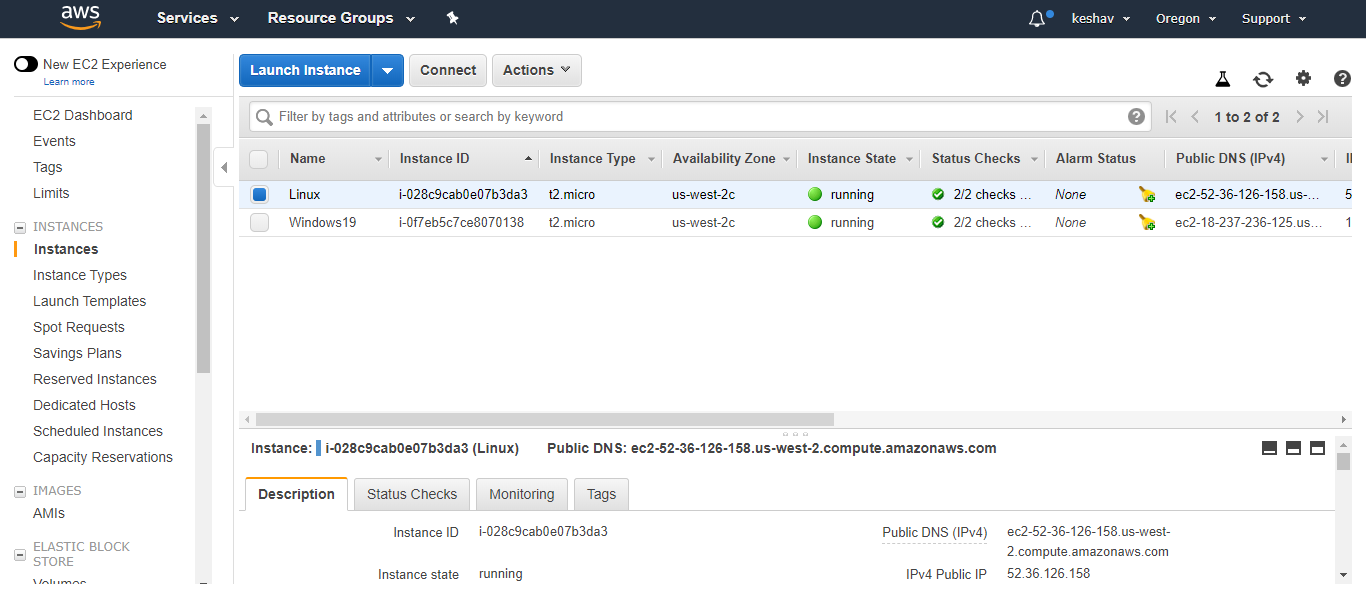 aws
Services
Resource Groups
keshav
Oregon
Support
New EC2 Experience
Learn more
EC2 Dashboard
Events
Tags
Limits
INSTANCES
Instances
Instance Types
Launch Templates
Spot Requests
Savings Plans
Reserved Instances
Dedicated Hosts
Scheduled Instances
Capacity Reservations
IMAGES
AMIs
ELASTIC BLOCK
STORE
Volumes
Launch Instance
Connect
Actions
Filter by tags and attributes or search by keyword
1 to 2 of 2
Name Instance ID Instance Type Availability Zone Instance State Status Checks Alarm Status Public DNS (IPv4)
Linux i-028c9cab0e07b3da3 t2.micro us-west-2c running 2/2 checks ... None ec2-52-36-126-158.us-... 5
Windows19 i-0f7eb5c7ce8070138 t2.micro us-west-2c running 2/2 checks ... None ec2-18-237-236-125.us... 1
Instance: i-028c9cab0e07b3da3 (Linux) Public DNS: ec2-52-36-126-158.us-west-2.compute.amazonaws.com
Description Status Checks Monitoring Tags
Instance ID i-028c9cab0e07b3da3
Public DNS (IPv4) ec2-52-36-126-158.us-west-
2.compute.amazonaws.com
Instance state running
IPv4 Public IP 52.36.126.158